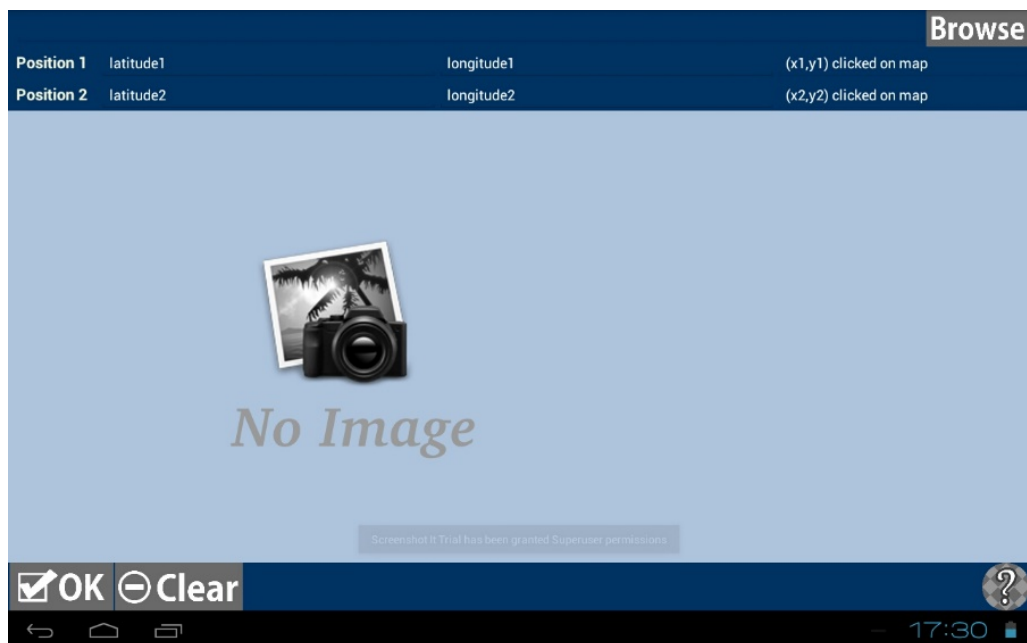 Browse
Position 1 latitude1 longitude1 (x1,y1) clicked on map
Position 2 latitude2 longitude2 (x2,y2) clicked on map
No Image
Screenshot It Trial has been granted Superuser permissions
OK Clear ?
17:30